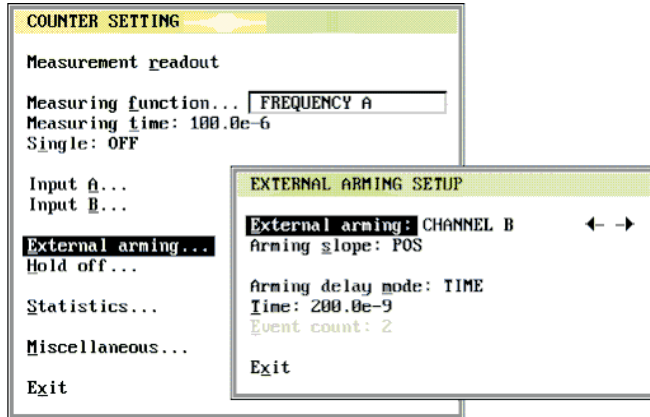 COUNTER SETTING
Measurement readout
Measuring function... FREQUENCY A
Measuring time: 100.0e-6
Single: OFF
Input A...
Input B...
External arming...
Hold off...
Statistics...
Miscellaneous...
Exit
EXTERNAL ARMING SETUP
External arming: CHANNEL B
Arming slope: POS
Arming delay mode: TIME
Time: 200.0e-9
Event count: 2
Exit